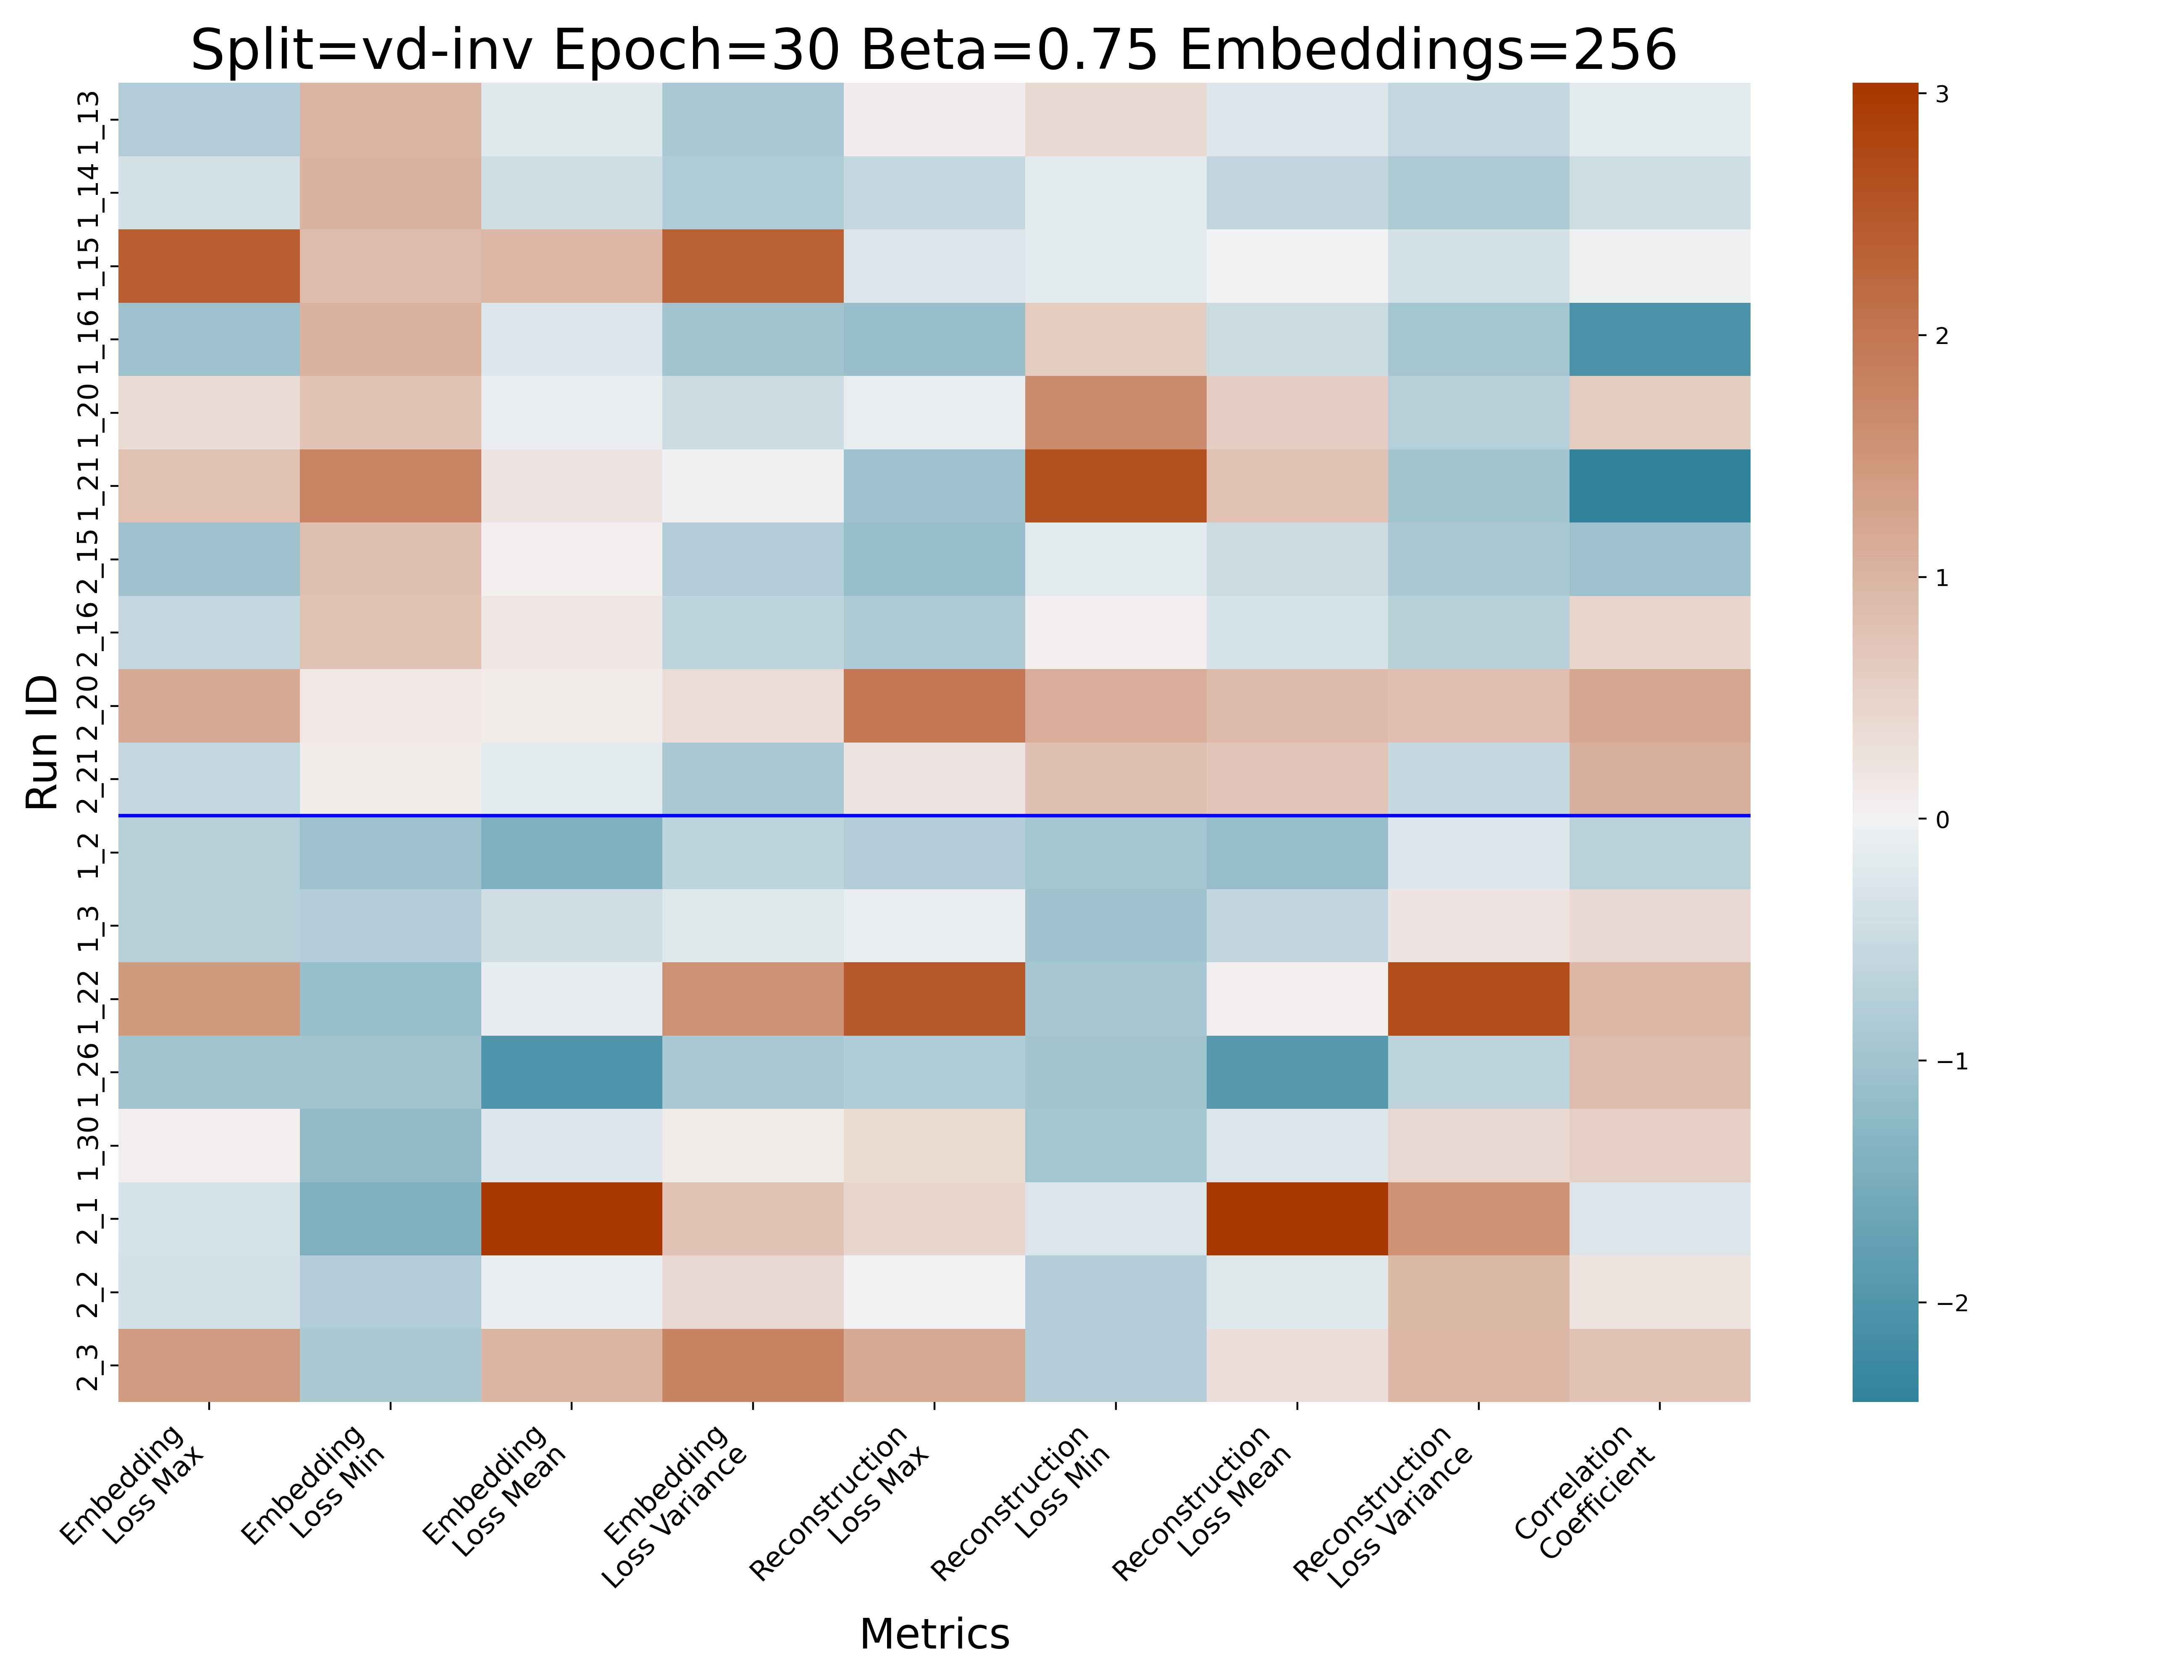 Split=vd-inv Epoch=30 Beta=0.75 Embeddings=256
Run ID
1_13
1_14
1_15
1_16
1_20
1_21
2_15
2_16
2_20
2_21
1_2
1_3
1_22
1_26
1_30
2_1
2_2
2_3
3
2
1
0
−1
−2
Embedding
Loss Max
Embedding
Loss Min
Embedding
Loss Mean
Embedding
Loss Variance
Reconstruction
Loss Max
Reconstruction
Loss Min
Reconstruction
Loss Mean
Reconstruction
Loss Variance
Correlation
Coefficient
Metrics